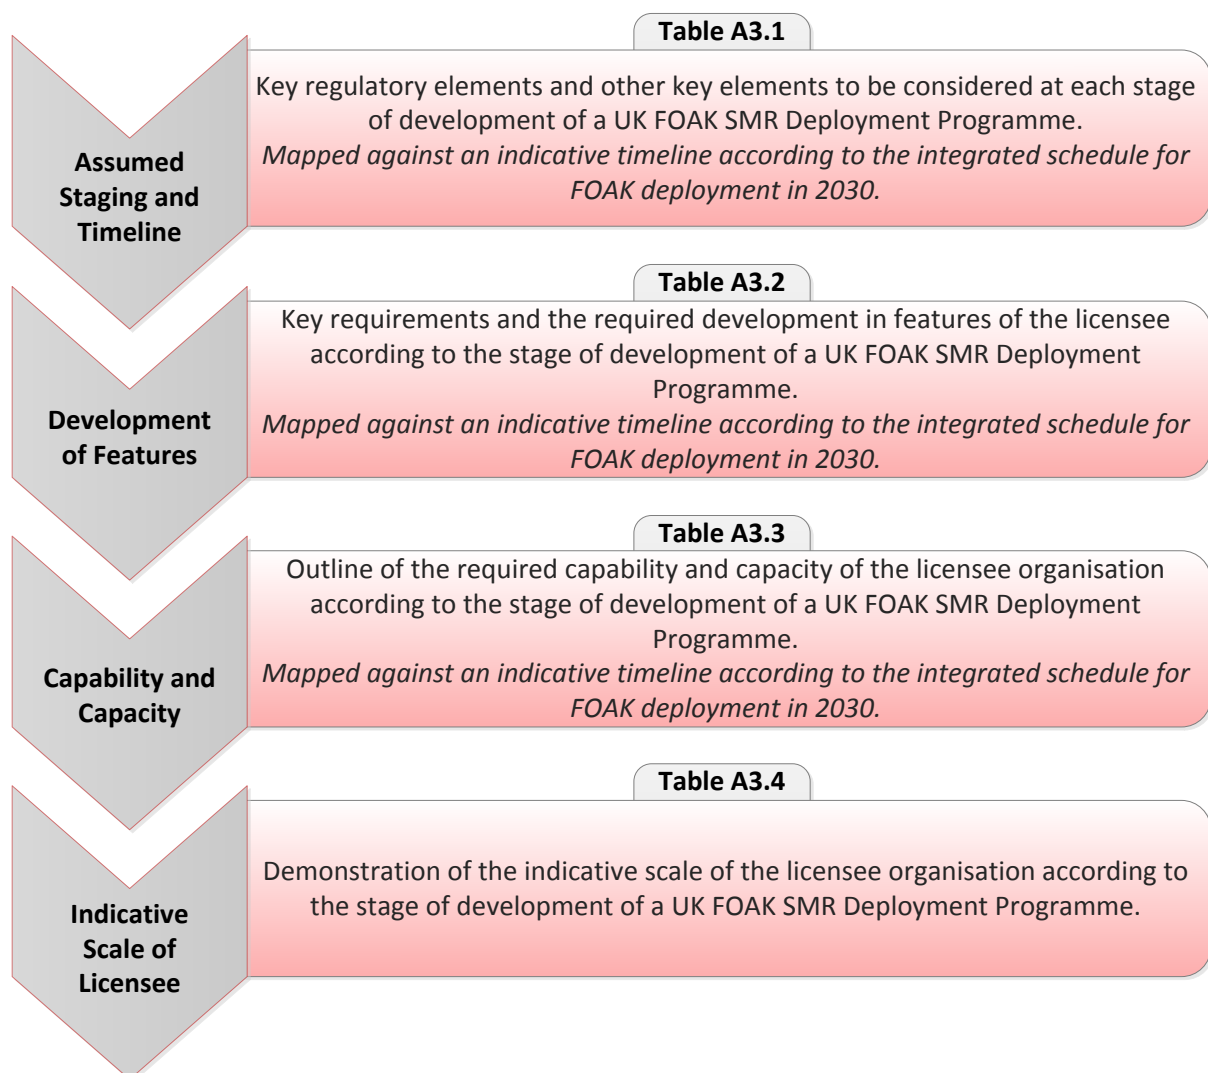 Table A3.1
Key regulatory elements and other key elements to be considered at each stage
of development of a UK FOAK SMR Deployment Programme.
Mapped against an indicative timeline according to the integrated schedule for
FOAK deployment in 2030.
Assumed
Staging and
Timeline
Table A3.2
Key requirements and the required development in features of the licensee
according to the stage of development of a UK FOAK SMR Deployment
Programme.
Mapped against an indicative timeline according to the integrated schedule for
FOAK deployment in 2030.
Development
of Features
Table A3.3
Outline of the required capability and capacity of the licensee organisation
according to the stage of development of a UK FOAK SMR Deployment
Programme.
Mapped against an indicative timeline according to the integrated schedule for
FOAK deployment in 2030.
Capability and
Capacity
Table A3.4
Demonstration of the indicative scale of the licensee organisation according to
the stage of development of a UK FOAK SMR Deployment Programme.
Indicative
Scale of
Licensee